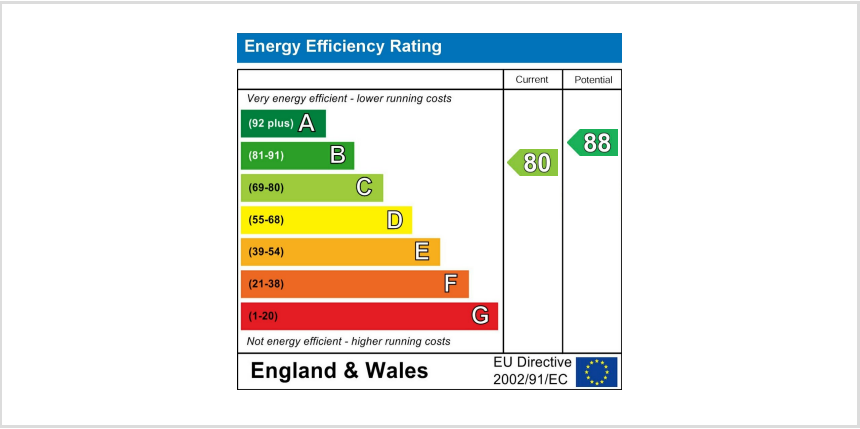 Energy Efficiency Rating
Current Potential
Very energy efficient - lower running costs
(92 plus) A
(81-91) B
(69-80) C
(55-68) D
(39-54) E
(21-38) F
(1-20) G
80
88
Not energy efficient - higher running costs
England & Wales
EU Directive
2002/91/EC